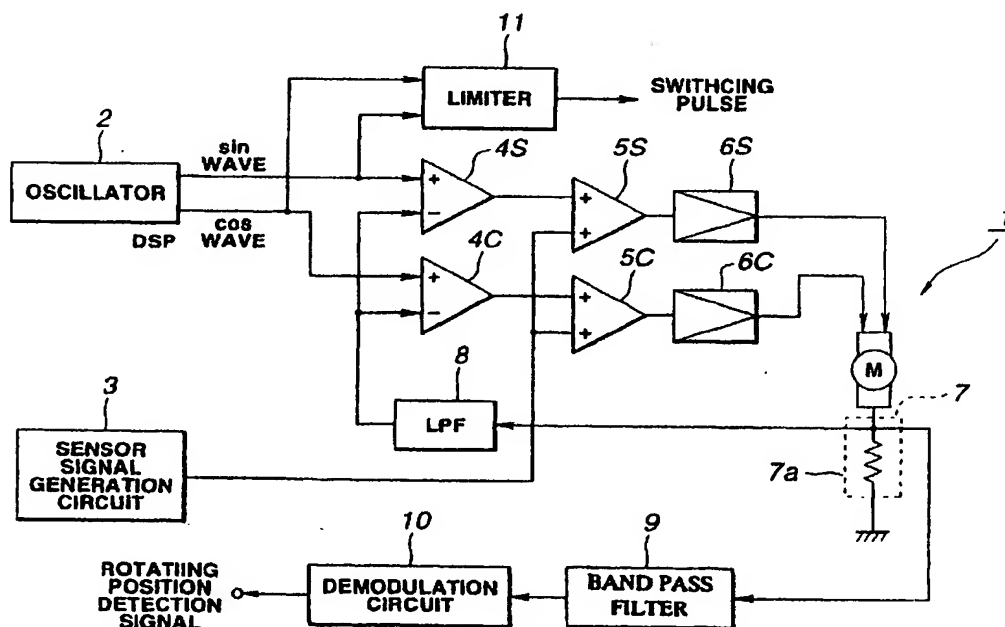 11
LIMITER
SWITHCING
PULSE
2
OSCILLATOR
sin
WAVE
cos
WAVE
DSP
4S
+
−
5S
+
+
6S
4C
+
−
5C
+
+
6C
1
M
7
7a
8
LPF
3
SENSOR
SIGNAL
GENERATION
CIRCUIT
9
BAND PASS
FILTER
10
DEMODULATION
CIRCUIT
ROTATIING
POSITION
DETECTION
SIGNAL